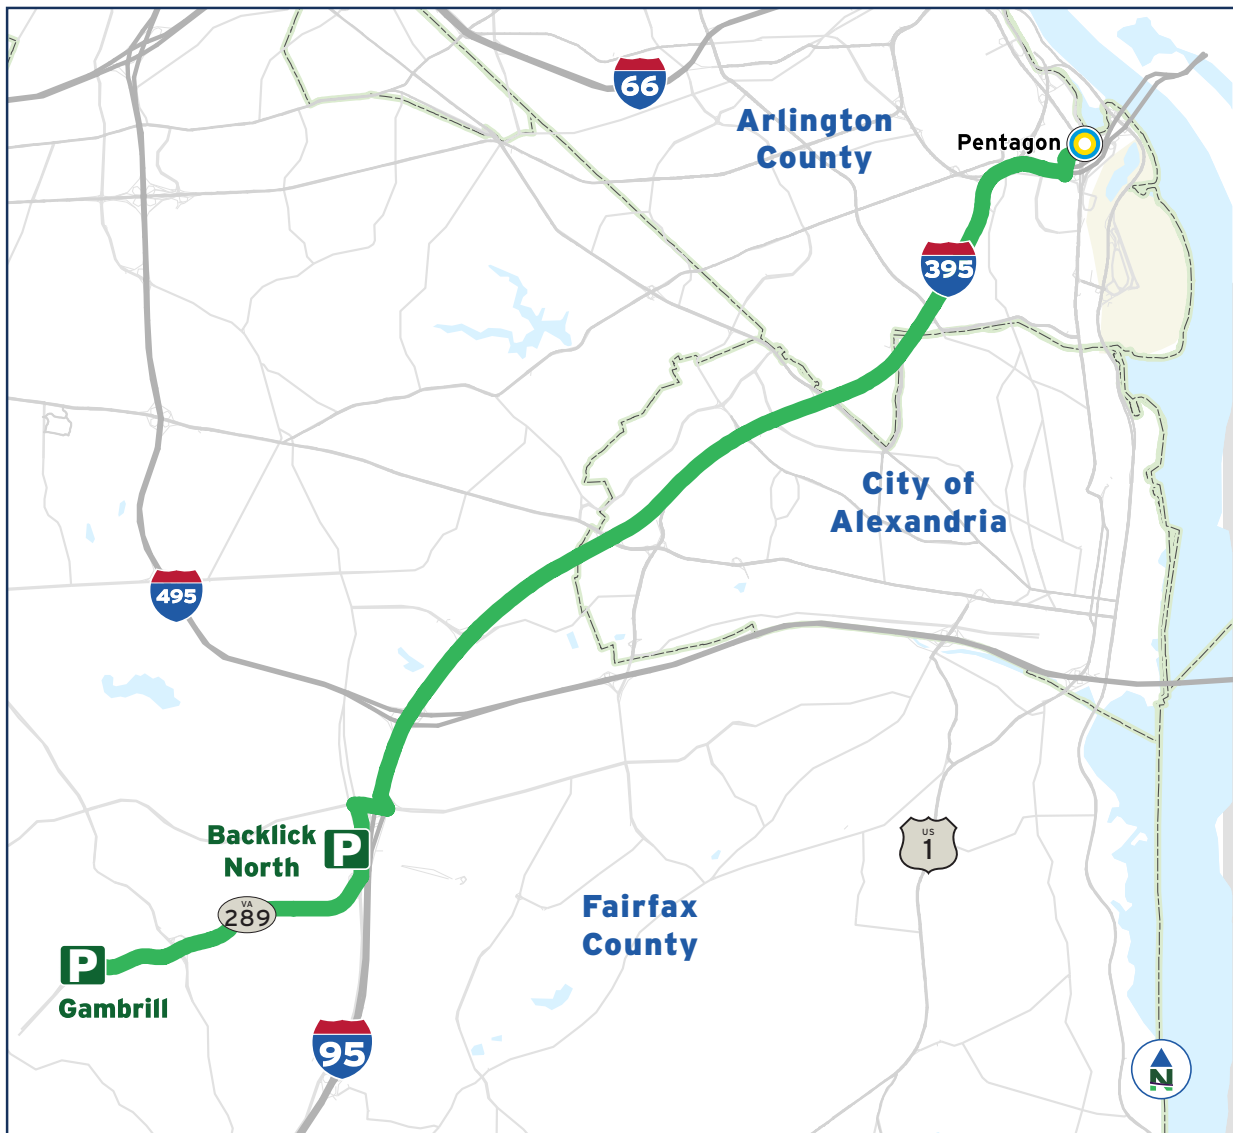 66
Arlington
County
Pentagon
395
City of
Alexandria
495
Backlick
North
P
US
1
VA
289
Fairfax
County
P
Gambrill
95
N